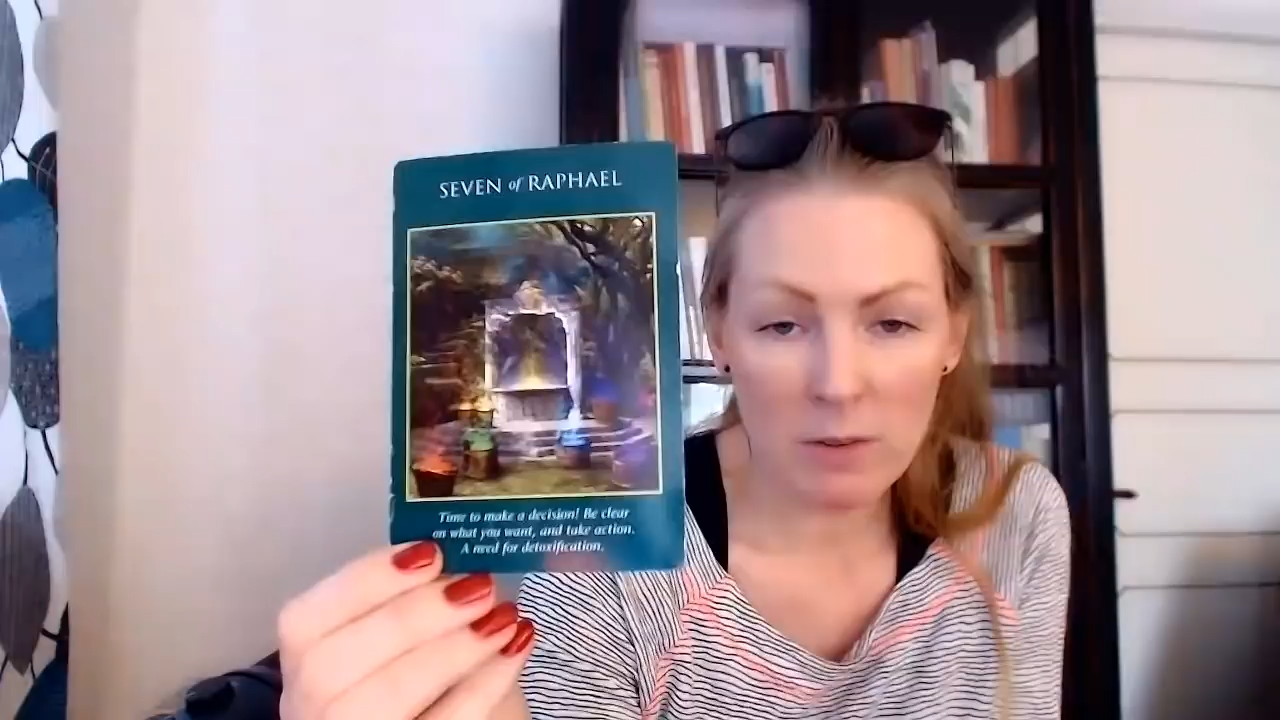 SEVEN of RAPHAEL
Time to make a decision! Be clear
on what you want, and take action.
A need for detoxification.